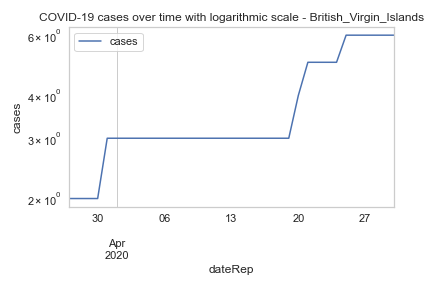 COVID-19 cases over time with logarithmic scale - British_Virgin_Islands
cases
6 × 10⁰
4 × 10⁰
3 × 10⁰
2 × 10⁰
cases
30
06
13
20
27
Apr
2020
dateRep